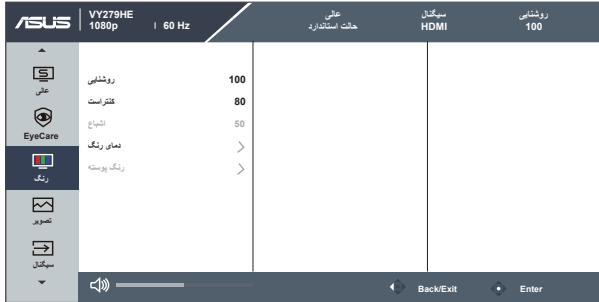 ASUS
VY279HE
1080p | 60 Hz
عالی
حالت استاندارد
سیگنال
HDMI
روشنایی
100
عالی
EyeCare
رنگ
تصویر
سیگنال
روشنایی 100
کنتراست 80
اشباع 50
دمای رنگ
رنگ پوسته
Back/Exit
Enter